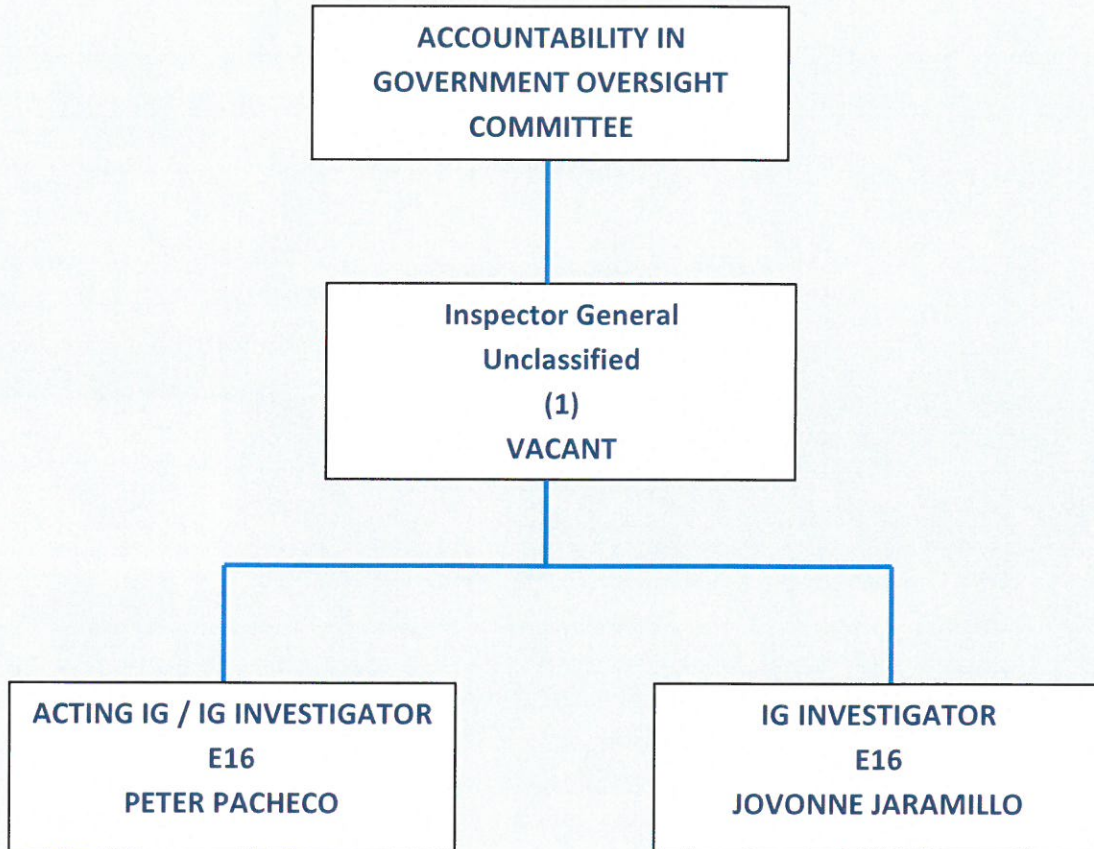 ACCOUNTABILITY IN
GOVERNMENT OVERSIGHT
COMMITTEE
Inspector General
Unclassified
(1)
VACANT
ACTING IG / IG INVESTIGATOR
E16
PETER PACHECO
IG INVESTIGATOR
E16
JOVONNE JARAMILLO